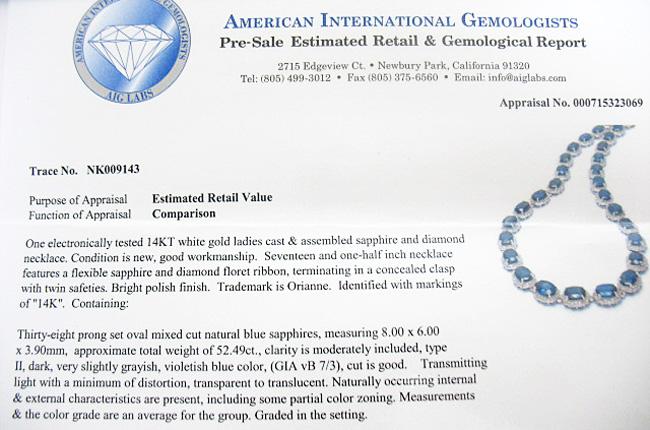 AMERICAN INTERNATIONAL GEMOLOGISTS
AIG LABS
AMERICAN INTERNATIONAL GEMOLOGISTS
Pre-Sale Estimated Retail & Gemological Report
2715 Edgeview Ct. • Newbury Park, California 91320
Tel: (805) 499-3012 • Fax (805) 375-6560 • Email: info@aiglabs.com
Appraisal No. 000715323069
Trace No. NK009143
Purpose of Appraisal Estimated Retail Value
Function of Appraisal Comparison
One electronically tested 14KT white gold ladies cast & assembled sapphire and diamond
necklace. Condition is new, good workmanship. Seventeen and one-half inch necklace
features a flexible sapphire and diamond floret ribbon, terminating in a concealed clasp
with twin safeties. Bright polish finish. Trademark is Orianne. Identified with markings
of "14K". Containing:
Thirty-eight prong set oval mixed cut natural blue sapphires, measuring 8.00 x 6.00
x 3.90mm, approximate total weight of 52.49ct., clarity is moderately included, type
II, dark, very slightly grayish, violetish blue color, (GIA vB 7/3), cut is good. Transmitting
light with a minimum of distortion, transparent to translucent. Naturally occurring internal
& external characteristics are present, including some partial color zoning. Measurements
& the color grade are an average for the group. Graded in the setting.